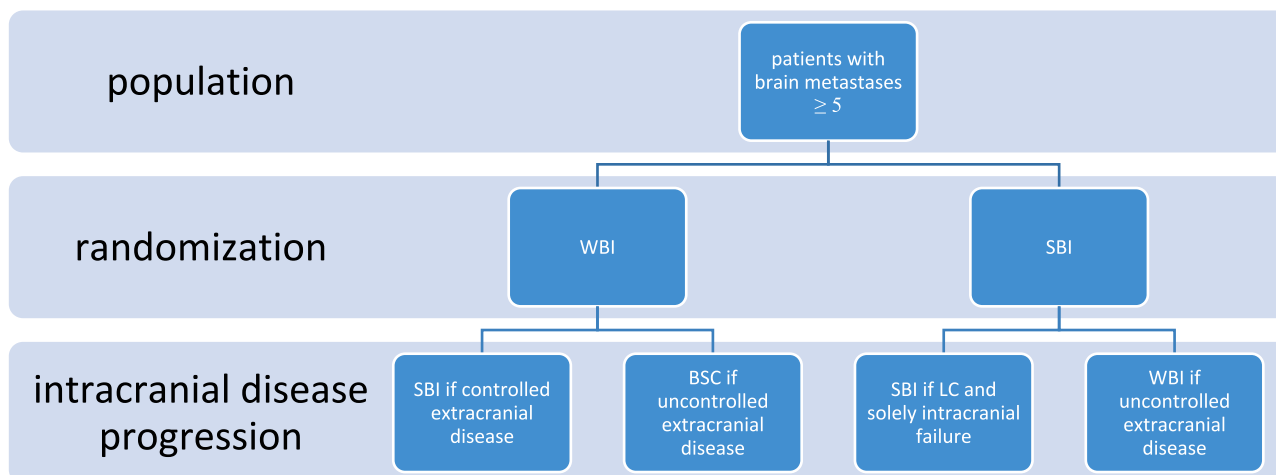 population
patients with
brain metastases
≥ 5
randomization
WBI
SBI
intracranial disease
progression
SBI if controlled
extracranial
disease
BSC if
uncontrolled
extracranial
disease
SBI if LC and
solely intracranial
failure
WBI if
uncontrolled
extracranial
disease